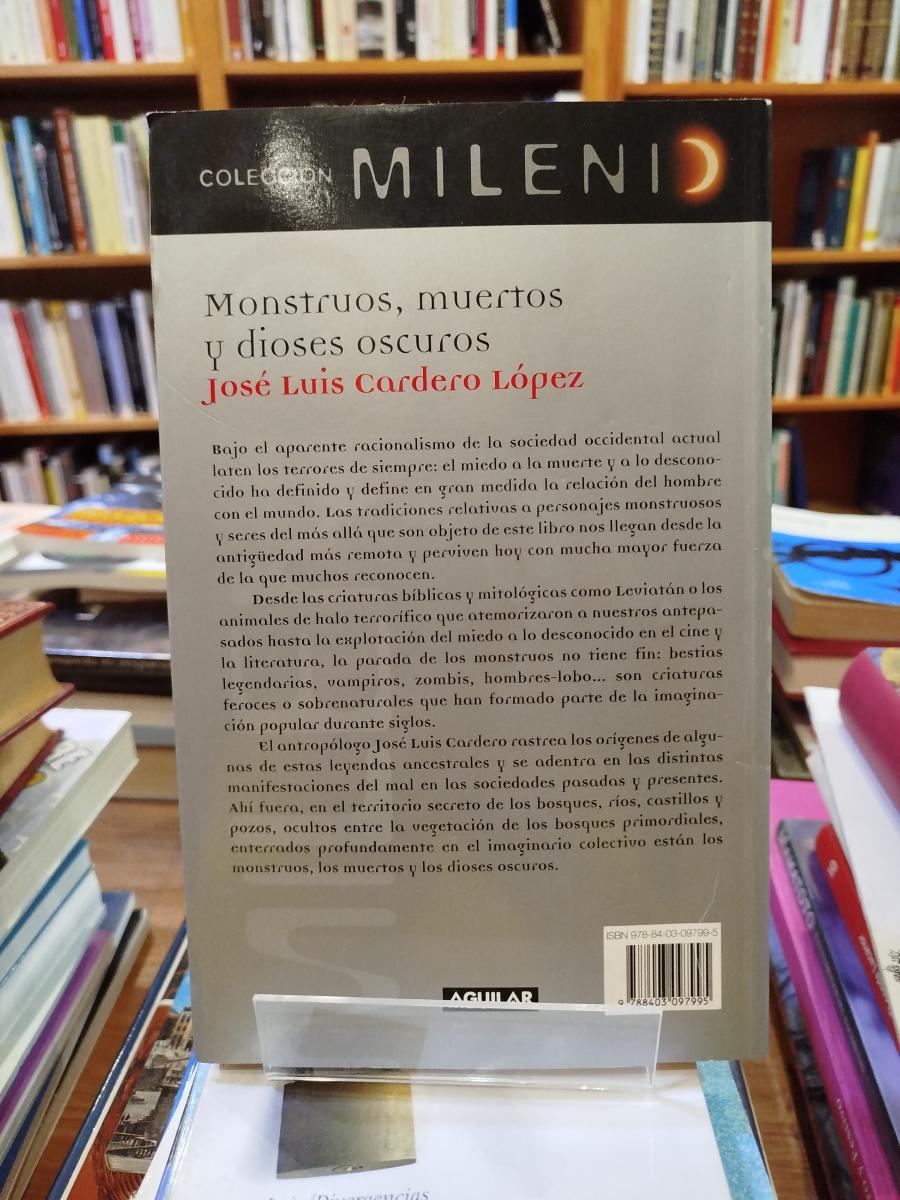 COLECCIÓN MILENIO
Monstruos, muertos
y dioses oscuros
José Luis Cardero López
Bajo el aparente racionalismo de la sociedad occidental actual
laten los terrores de siempre: el miedo a la muerte y a lo descono-
cido ha definido y define en gran medida la relación del hombre
con el mundo. Las tradiciones relativas a personajes monstruosos
y seres del más allá que son objeto de este libro nos llegan desde la
antigüedad más remota y perviven hoy con mucha mayor fuerza
de la que muchos reconocen.
Desde las criaturas bíblicas y mitológicas como Leviatán o los
animales de halo terrorífico que atemorizaron a nuestros antepa-
sados hasta la explotación del miedo a lo desconocido en el cine y
la literatura, la parada de los monstruos no tiene fin: bestias
legendarias, vampiros, zombis, hombres-lobo... son criaturas
feroces o sobrenaturales que han formado parte de la imagina-
ción popular durante siglos.
El antropólogo José Luis Cardero rastrea los orígenes de algu-
nas de estas leyendas ancestrales y se adentra en las distintas
manifestaciones del mal en las sociedades pasadas y presentes.
Ahí fuera, en el territorio secreto de los bosques, ríos, castillos y
pozos, ocultos entre la vegetación de los bosques primordiales,
enterrados profundamente en el imaginario colectivo están los
monstruos, los muertos y los dioses oscuros.
ISBN 978-84-03-09799-5
9 788403 097995
AGUILAR